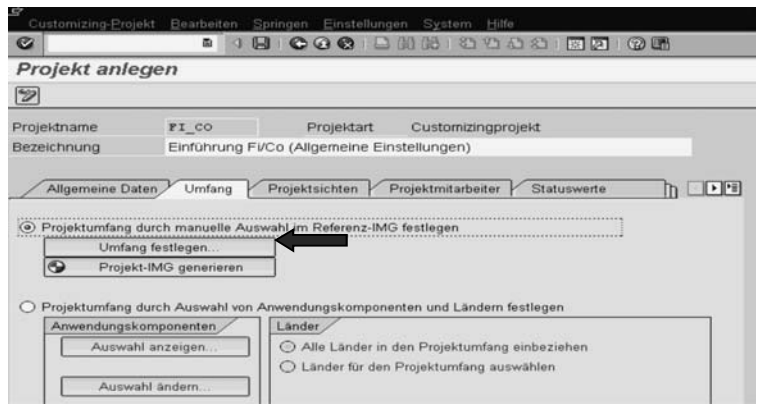 Customizing-Projekt Bearbeiten Springen Einstellungen System Hilfe
Projekt anlegen
Projektname FI_CO Projektart Customizingprojekt
Bezeichnung Einführung Fi/Co (Allgemeine Einstellungen)
Allgemeine Daten Umfang Projektsichten Projektmitarbeiter Statuswerte
Projektumfang durch manuelle Auswahl im Referenz-IMG festlegen
Umfang festlegen...
Projekt-IMG generieren
Projektumfang durch Auswahl von Anwendungskomponenten und Ländern festlegen
Anwendungskomponenten Länder
Auswahl anzeigen... Alle Länder in den Projektumfang einbeziehen
Länder für den Projektumfang auswählen
Auswahl ändern...